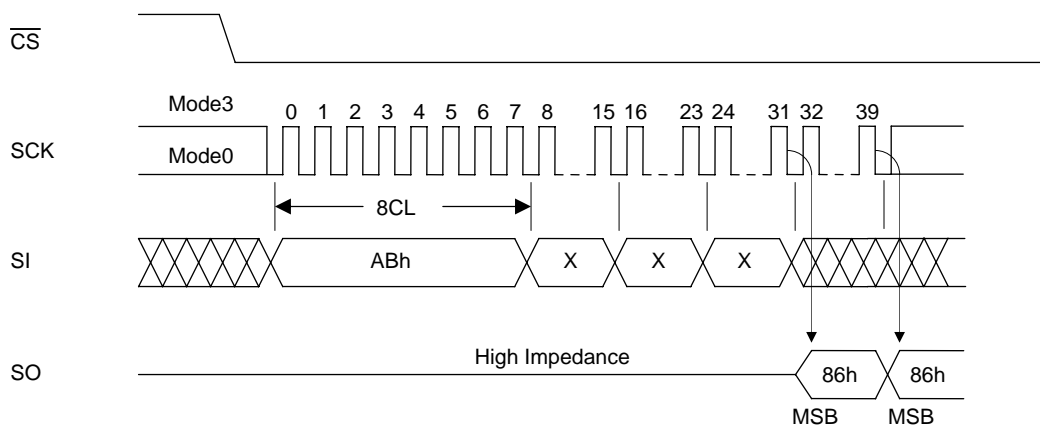 CS
Mode3
0 1 2 3 4 5 6 7 8 15 16 23 24 31 32 39
SCK
Mode0
8CL
SI
ABh X X X
High Impedance
SO
86h 86h
MSB MSB